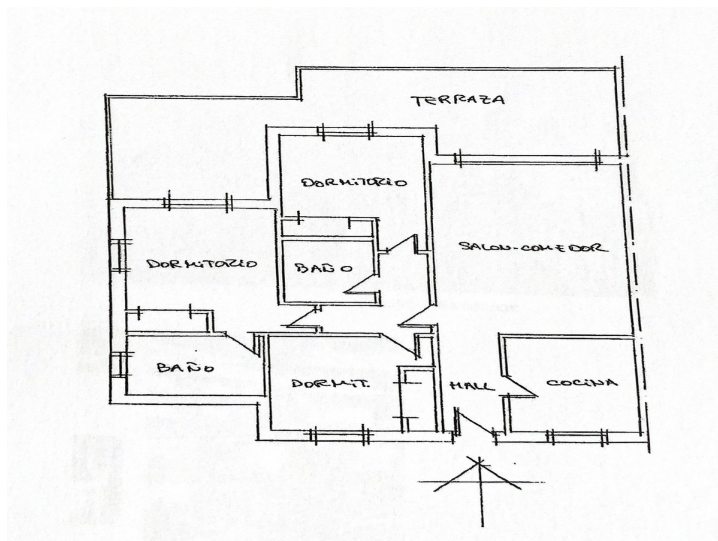 TERRAZA
DORMITORIO
SALON-COMEDOR
DORMITORIO
BAÑO
BAÑO
DORMIT.
HALL
COCINA